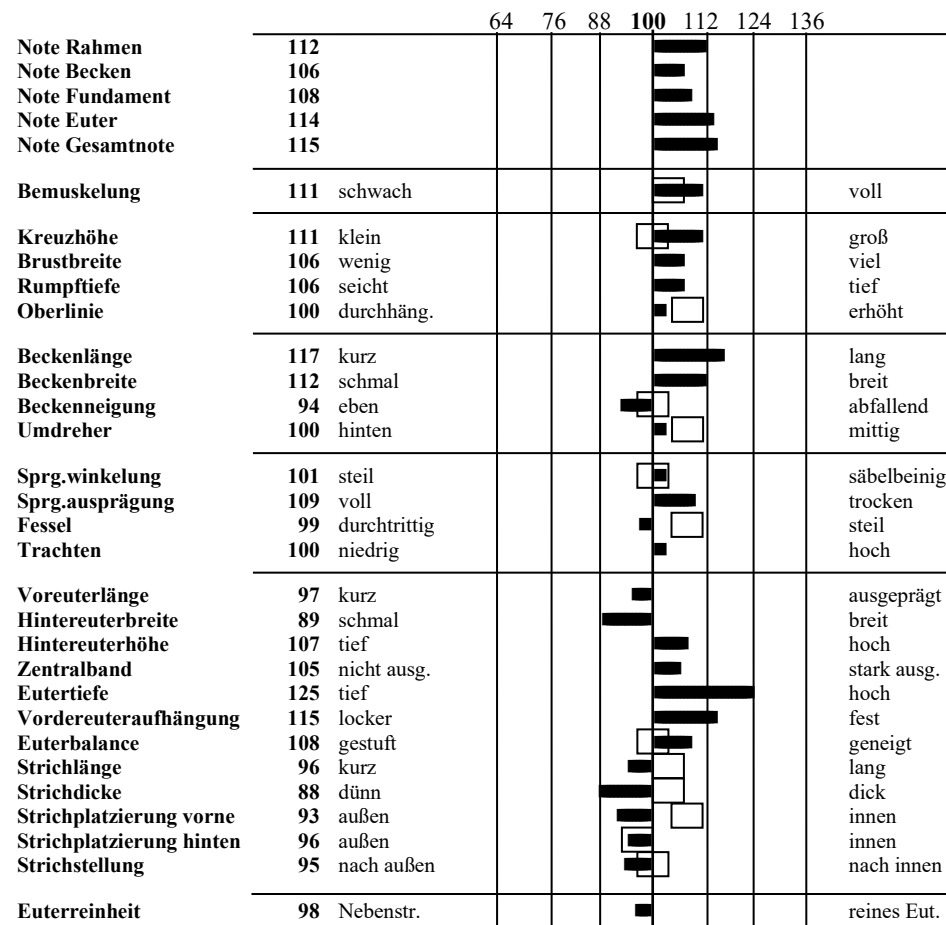 64 76 88 100 112 124 136
Note Rahmen 112
Note Becken 106
Note Fundament 108
Note Euter 114
Note Gesamtnote 115
Bemuskelung 111 schwach voll
Kreuzhöhe 111 klein groß
Brustbreite 106 wenig viel
Rumpftiefe 106 seicht tief
Oberlinie 100 durchhäng. erhöht
Beckenlänge 117 kurz lang
Beckenbreite 112 schmal breit
Beckenneigung 94 eben abfallend
Umdreher 100 hinten mittig
Sprg.winkelung 101 steil säbelbeinig
Sprg.ausprägung 109 voll trocken
Fessel 99 durchtrittig steil
Trachten 100 niedrig hoch
Voreuterlänge 97 kurz ausgeprägt
Hintereuterbreite 89 schmal breit
Hintereuterhöhe 107 tief hoch
Zentralband 105 nicht ausg. stark ausg.
Eutertiefe 125 tief hoch
Vordereuteraufhängung 115 locker fest
Euterbalance 108 gestuft geneigt
Strichlänge 96 kurz lang
Strichdicke 88 dünn dick
Strichplatzierung vorne 93 außen innen
Strichplatzierung hinten 96 außen innen
Strichstellung 95 nach außen nach innen
Euterreinheit 98 Nebenstr. reines Eut.